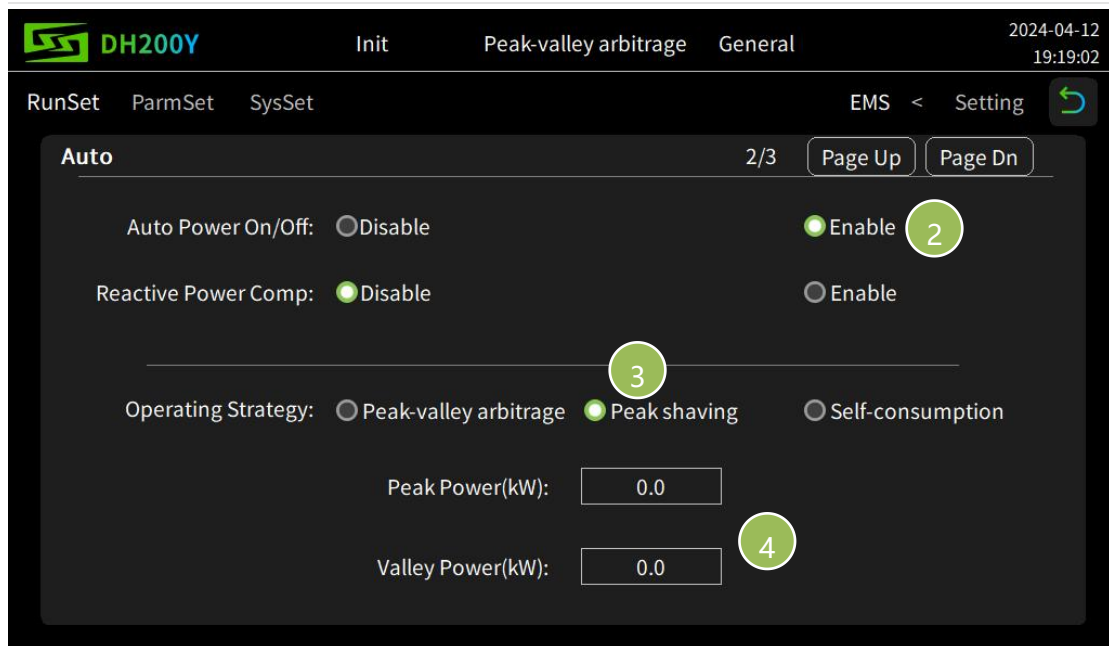 DH200Y Init Peak-valley arbitrage General 2024-04-12
19:19:02
RunSet ParmSet SysSet EMS < Setting
Auto 2/3 Page Up Page Dn
Auto Power On/Off: Disable Enable 2
Reactive Power Comp: Disable Enable
3
Operating Strategy: Peak-valley arbitrage Peak shaving Self-consumption
Peak Power(kW): 0.0
4
Valley Power(kW): 0.0